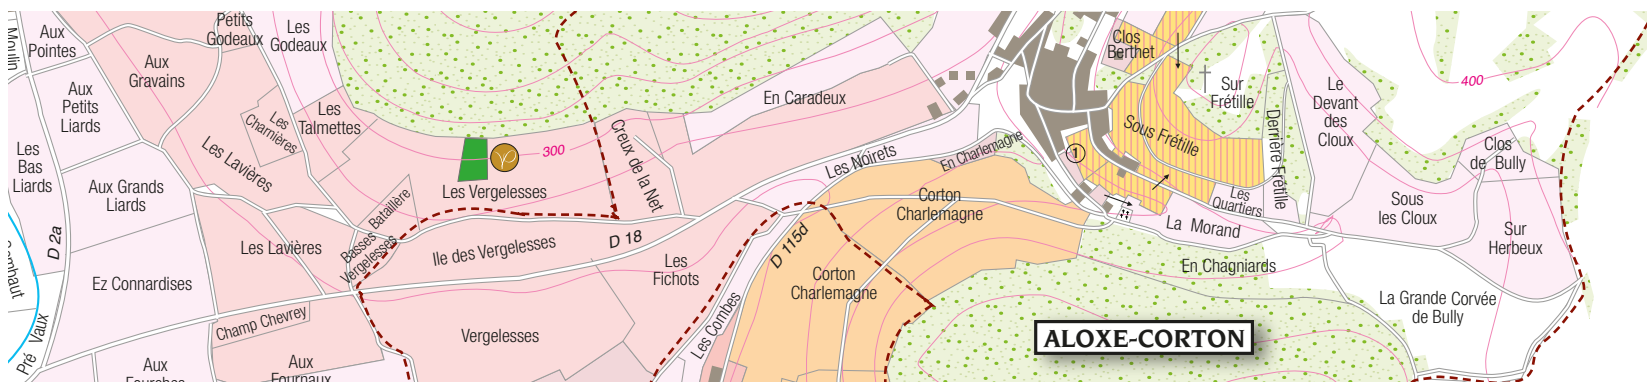 Moulin
Aux
Pointes
Petits
Godeaux
Les
Godeaux
Aux
Gravains
Aux
Petits
Liards
Les
Charnières
Les
Talmettes
Les Lavières
Les
Bas
Liards
Aux Grands
Liards
D 2a
Combaut
Ez Connardises
Pré Vaux
Les Lavières
Basses
Vergelesses
Bataillère
Champ Chevrey
Aux
Fourches
Aux
Fournaux
Les Vergelesses
300
Creux de la Net
En Caradeux
Ile des Vergelesses
D 18
Les Noirets
Les
Fichots
Vergelesses
Les Combes
D 115d
En Charlemagne
Corton
Charlemagne
Corton
Charlemagne
Clos
Berthet
1
Sous Frétille
Sur
Frétille
Derrière Frétille
Les
Quartiers
La Morand
En Chagniards
Le
Devant
des
Cloux
400
Clos
de Bully
Sous
les Cloux
Sur
Herbeux
La Grande Corvée
de Bully
ALOXE-CORTON